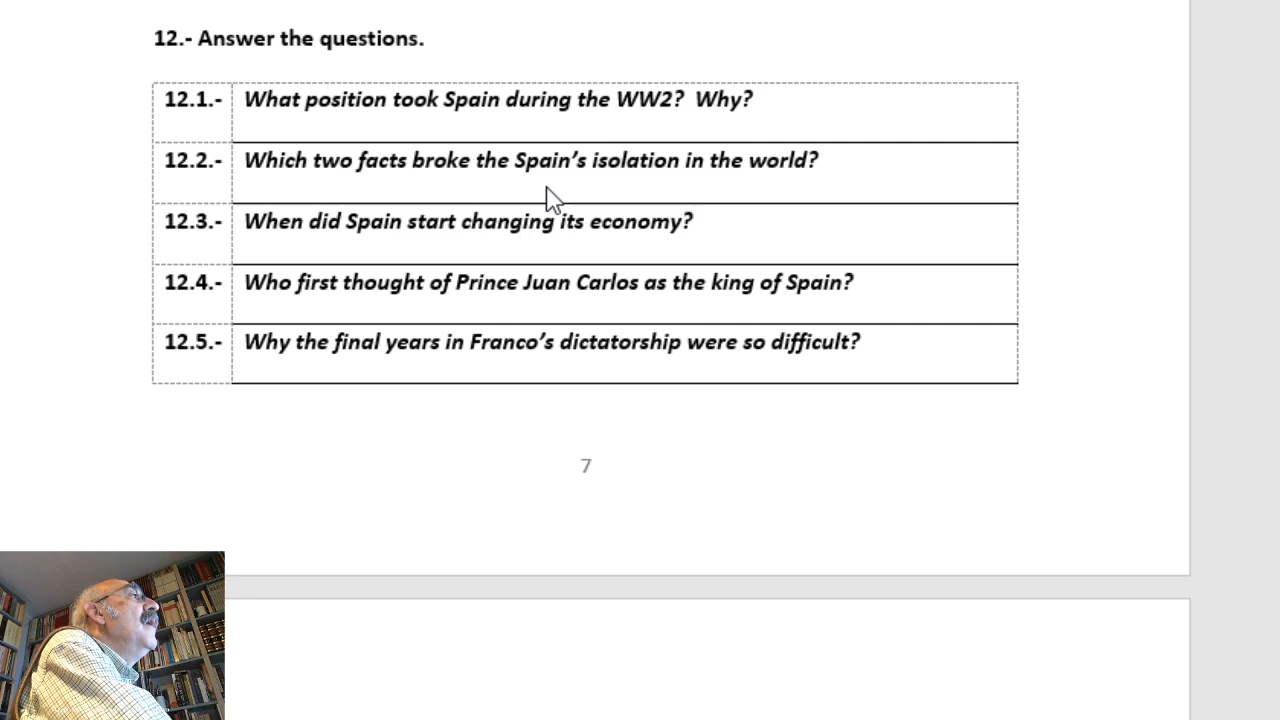 12.- Answer the questions.
12.1.- What position took Spain during the WW2? Why?
12.2.- Which two facts broke the Spain’s isolation in the world?
12.3.- When did Spain start changing its economy?
12.4.- Who first thought of Prince Juan Carlos as the king of Spain?
12.5.- Why the final years in Franco’s dictatorship were so difficult?
7